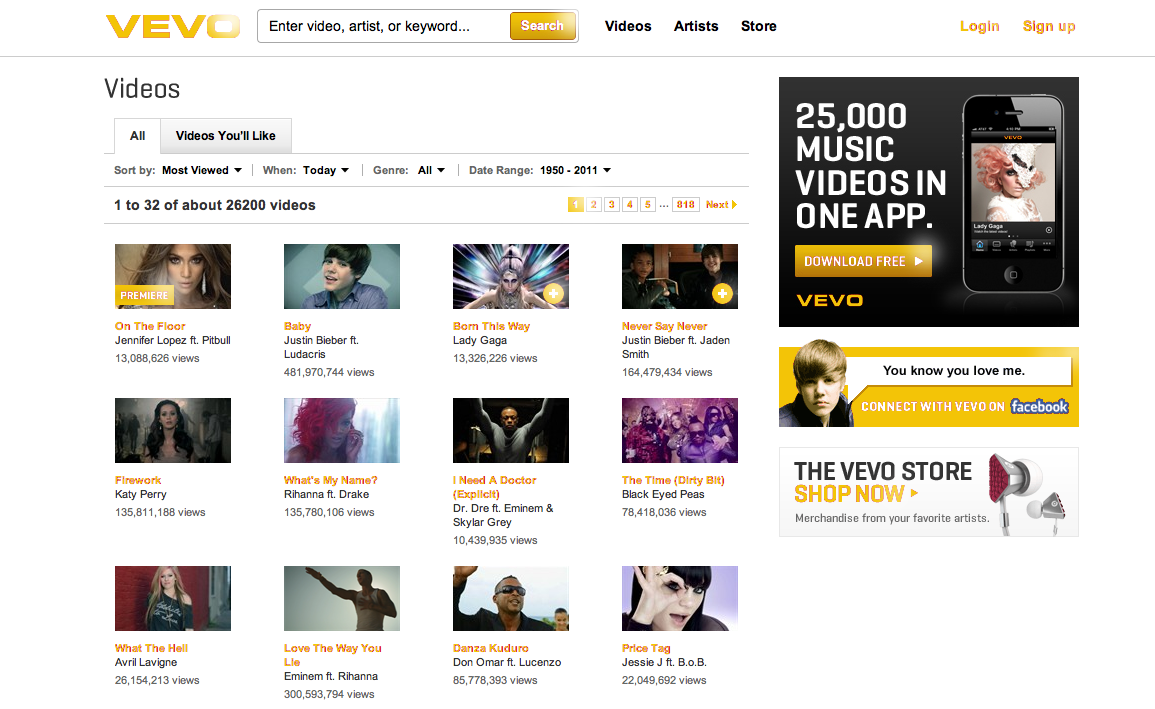 VEVO
Enter video, artist, or keyword...
Search
Videos
Artists
Store
Login
Sign up
Videos
All
Videos You'll Like
Sort by: Most Viewed
When: Today
Genre: All
Date Range: 1950 - 2011
1 to 32 of about 26200 videos
1 2 3 4 5 ... 818 Next
PREMIERE
On The Floor
Jennifer Lopez ft. Pitbull
13,088,626 views
Baby
Justin Bieber ft.
Ludacris
481,970,744 views
Born This Way
Lady Gaga
13,326,226 views
Never Say Never
Justin Bieber ft. Jaden
Smith
164,479,434 views
Firework
Katy Perry
135,811,188 views
What's My Name?
Rihanna ft. Drake
135,780,106 views
I Need A Doctor
(Explicit)
Dr. Dre ft. Eminem &
Skylar Grey
10,439,935 views
The Time (Dirty Bit)
Black Eyed Peas
78,418,036 views
What The Hell
Avril Lavigne
26,154,213 views
Love The Way You
Lie
Eminem ft. Rihanna
300,593,794 views
Danza Kuduro
Don Omar ft. Lucenzo
85,778,393 views
Price Tag
Jessie J ft. B.o.B.
22,049,692 views
25,000
MUSIC
VIDEOS IN
ONE APP.
DOWNLOAD FREE
VEVO
VEVO
Lady Gaga
You know you love me.
CONNECT WITH VEVO ON facebook
THE VEVO STORE
SHOP NOW
Merchandise from your favorite artists.